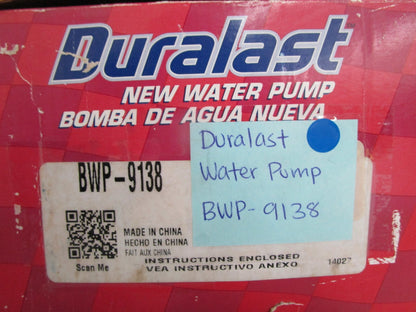 Duralast
NEW WATER PUMP
BOMBA DE AGUA NUEVA
Duralast
Water Pump
BWP-9138
BWP-9138
MADE IN CHINA
HECHO EN CHINA
FAIT AUX CHINA
Scan Me
INSTRUCTIONS ENCLOSED
VEA INSTRUCTIVO ANEXO